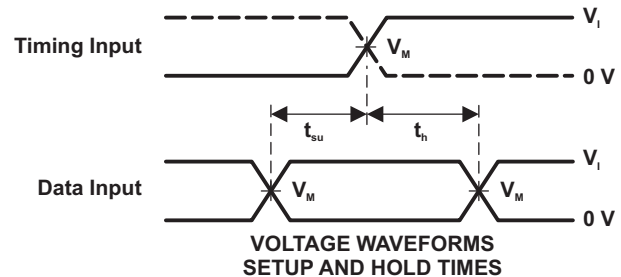 V_I
Timing Input
V_M
0 V
t_su
t_h
V_I
Data Input
V_M
V_M
0 V
VOLTAGE WAVEFORMS
SETUP AND HOLD TIMES